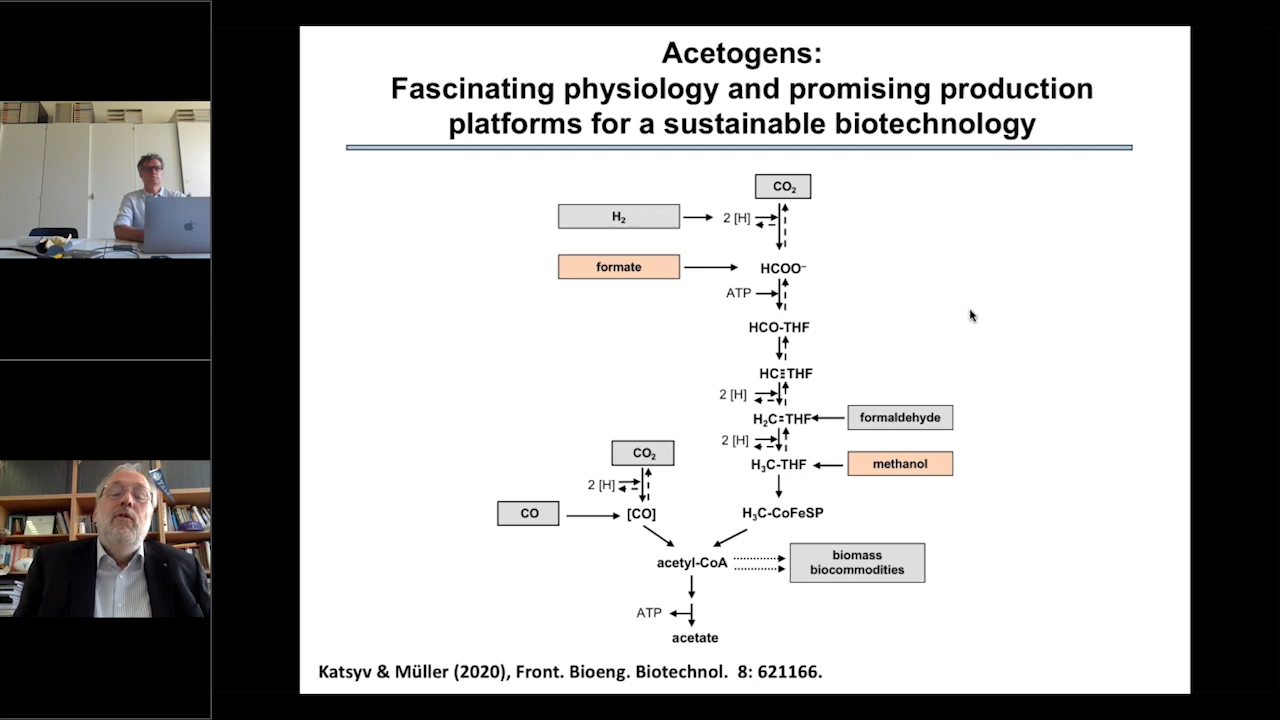 Acetogens:
Fascinating physiology and promising production
platforms for a sustainable biotechnology
CO₂
H₂
2 [H]
formate
HCOO⁻
ATP
HCO-THF
HC≡THF
2 [H]
H₂C=THF
formaldehyde
2 [H]
CO₂
H₃C-THF
methanol
2 [H]
CO
[CO]
H₃C-CoFeSP
acetyl-CoA
biomass
biocommodities
ATP
acetate
Katsyv & Müller (2020), Front. Bioeng. Biotechnol. 8: 621166.